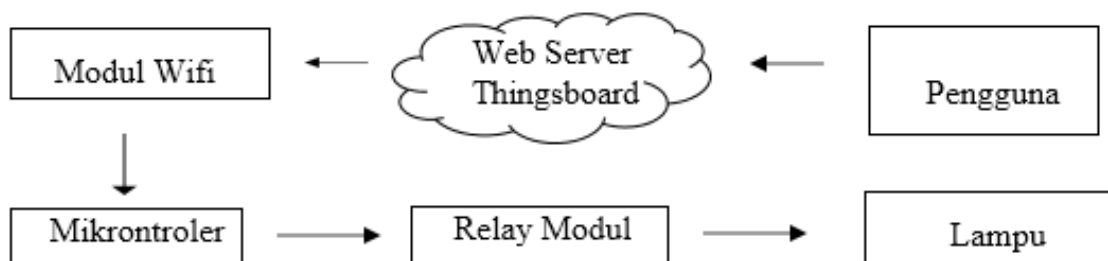 Modul Wifi
Web Server
Thingsboard
Pengguna
Mikrontroler
Relay Modul
Lampu